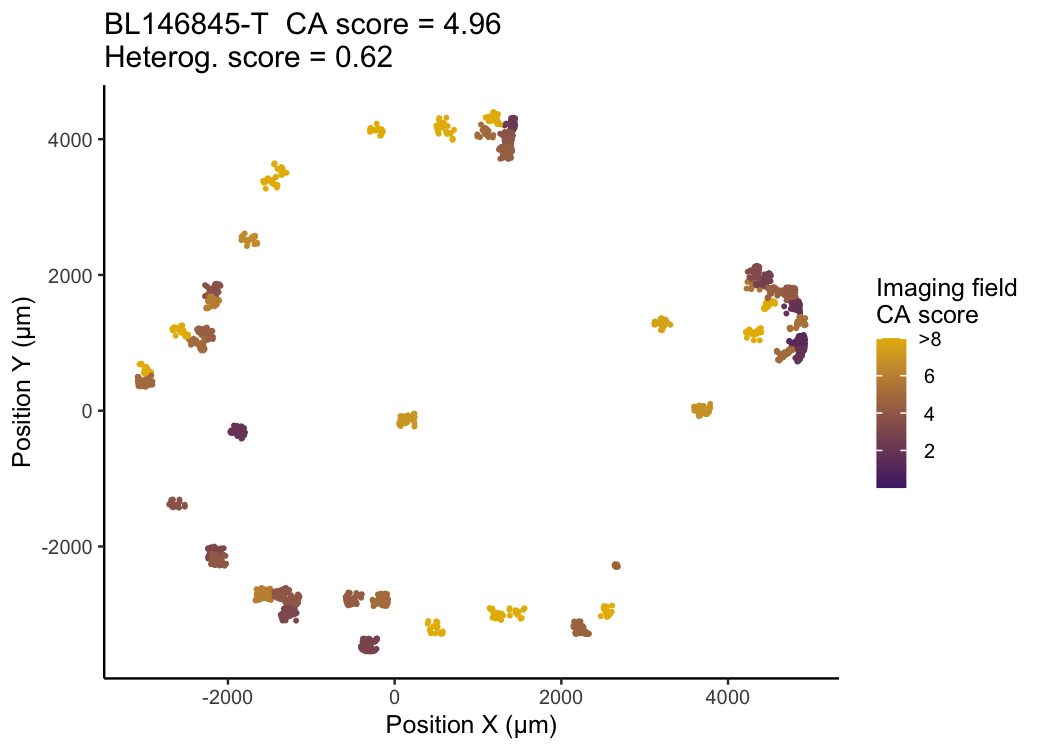 BL146845-T  CA score = 4.96
Heterog. score = 0.62
4000
2000
0
-2000
Position Y (µm)
-2000
0
2000
4000
Position X (µm)
Imaging field
CA score
>8
6
4
2